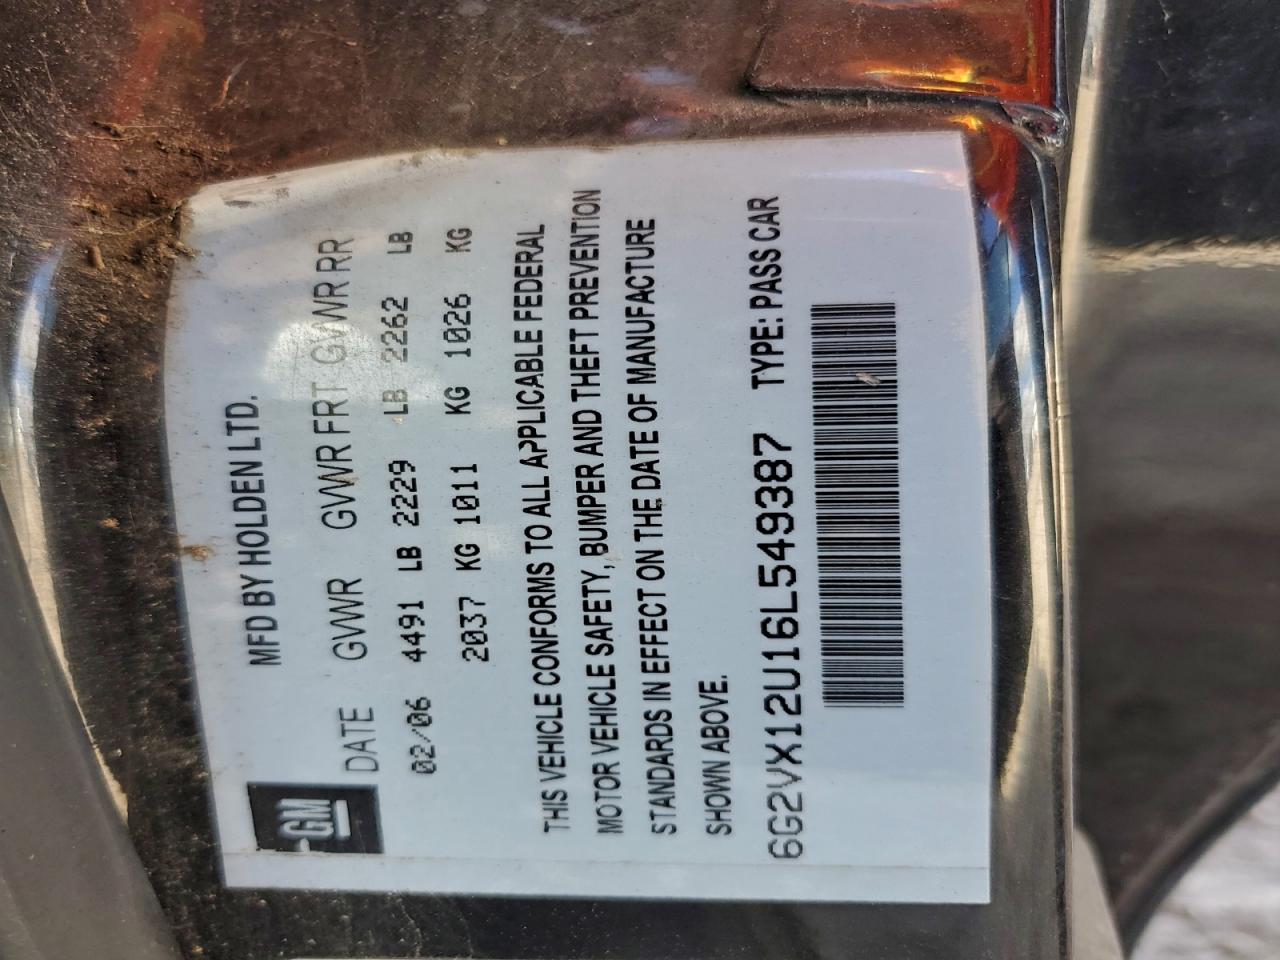 GM
MFD BY HOLDEN LTD.
DATE GVWR GVWR FRT GVWR RR
02/06 4491 LB 2229 LB 2262 LB
2037 KG 1011 KG 1026 KG
THIS VEHICLE CONFORMS TO ALL APPLICABLE FEDERAL
MOTOR VEHICLE SAFETY, BUMPER AND THEFT PREVENTION
STANDARDS IN EFFECT ON THE DATE OF MANUFACTURE
SHOWN ABOVE.
6G2VX12U16L549387 TYPE: PASS CAR